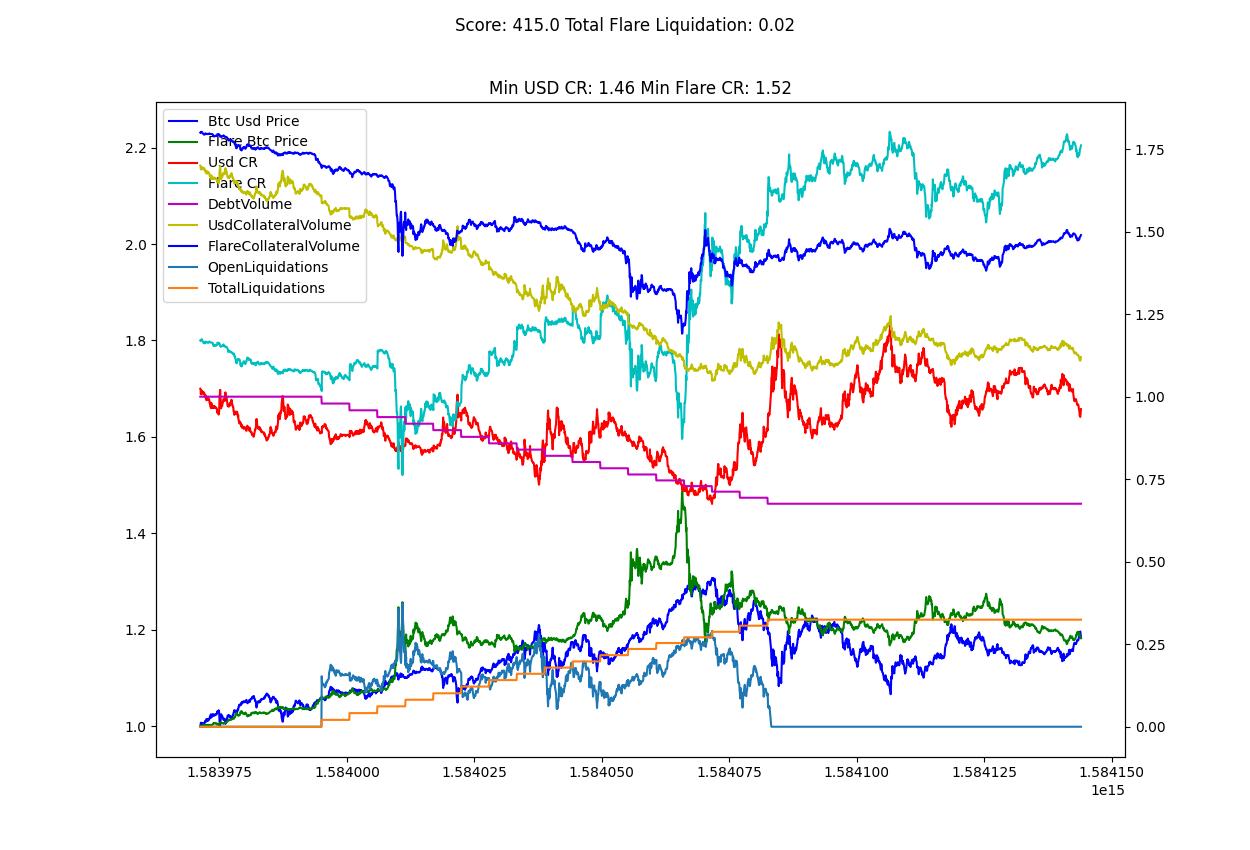 Score: 415.0 Total Flare Liquidation: 0.02
Min USD CR: 1.46 Min Flare CR: 1.52
Btc Usd Price
Flare Btc Price
Usd CR
Flare CR
DebtVolume
UsdCollateralVolume
FlareCollateralVolume
OpenLiquidations
TotalLiquidations
2.2
2.0
1.8
1.6
1.4
1.2
1.0
1.75
1.50
1.25
1.00
0.75
0.50
0.25
0.00
1.583975 1.584000 1.584025 1.584050 1.584075 1.584100 1.584125 1.584150
1e15